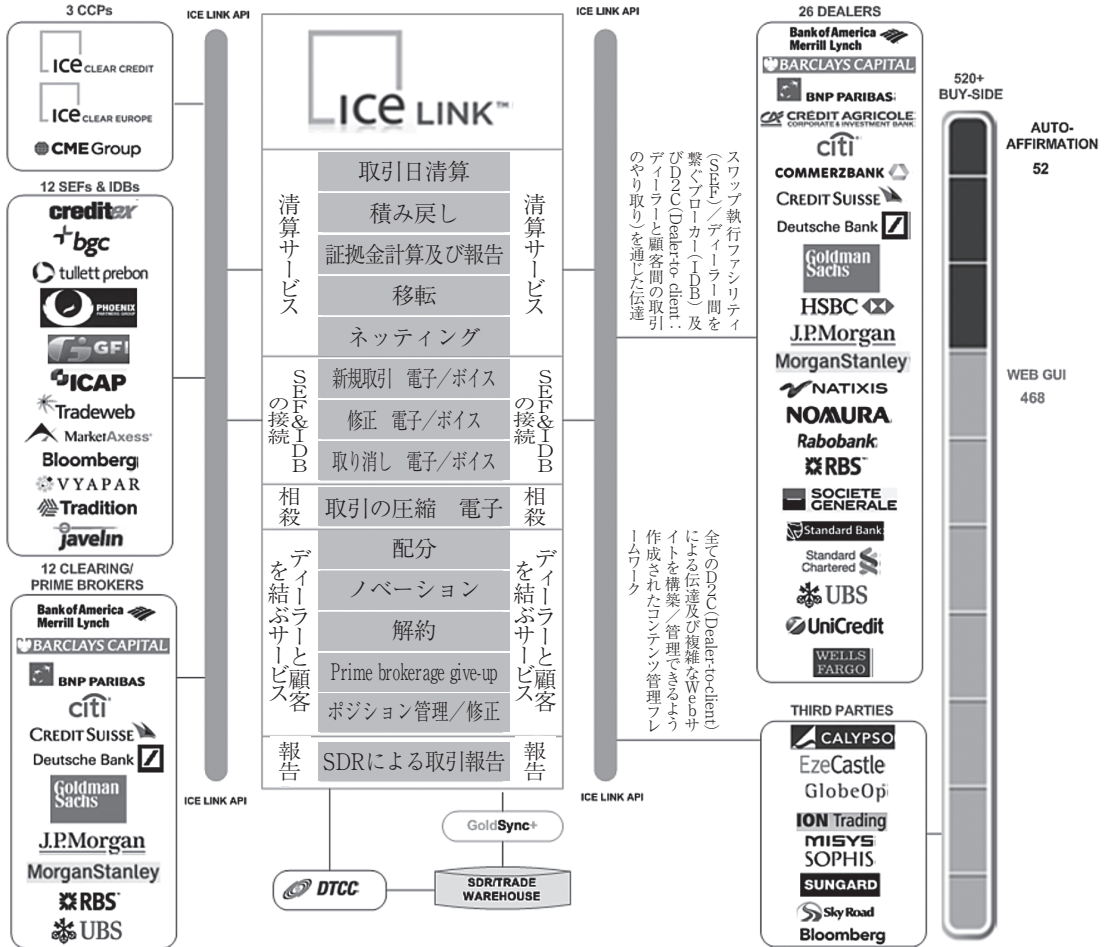 3 CCPs
ice CLEAR CREDIT
ice CLEAR EUROPE
CME Group
12 SEFs & IDBs
creditex
bgc
tullett prebon
PHOENIX
PARTNERS GROUP
GFI
ICAP
Tradeweb
MarketAxess
Bloomberg
VYAPAR
Tradition
javelin
12 CLEARING/
PRIME BROKERS
Bank of America
Merrill Lynch
BARCLAYS CAPITAL
BNP PARIBAS
citi
CREDIT SUISSE
Deutsche Bank
Goldman
Sachs
J.P.Morgan
MorganStanley
RBS
UBS
ICE LINK API
ICE LINK API
ice LINK™
清算サービス
取引日清算
積み戻し
証拠金計算及び報告
移転
ネッティング
清算サービス
SEF&IDB
の接続
新規取引 電子/ボイス
修正 電子/ボイス
取り消し 電子/ボイス
SEF&IDB
の接続
相殺
取引の圧縮 電子
相殺
ディーラーと顧客
を結ぶサービス
配分
ノベーション
解約
Prime brokerage give-up
ポジション管理/修正
ディーラーと顧客
を結ぶサービス
報告
SDRによる取引報告
報告
GoldSync+
DTCC
SDR/TRADE
WAREHOUSE
ICE LINK API
ICE LINK API
スワップ執行ファシリティ
(SEF)/ディーラー間を
繋ぐブローカー(IDB)及
びD2C(Dealer-to-client:
ディーラーと顧客間の取引
のやり取り)を通じた伝達
全てのD2C(Dealer-to-client)
による伝達及び複雑なWebサ
イトを構築/管理できるよう
作成されたコンテンツ管理フレ
ームワーク
26 DEALERS
Bank of America
Merrill Lynch
BARCLAYS CAPITAL
BNP PARIBAS
CRÉDIT AGRICOLE
CORPORATE & INVESTMENT BANK
citi
COMMERZBANK
CREDIT SUISSE
Deutsche Bank
Goldman
Sachs
HSBC
J.P.Morgan
MorganStanley
NATIXIS
NOMURA
Rabobank
RBS
SOCIETE
GENERALE
Standard Bank
Standard
Chartered
UBS
UniCredit
WELLS
FARGO
THIRD PARTIES
CALYPSO
EzeCastle
GlobeOp
ION Trading
MISYS
SOPHIS
SUNGARD
Sky Road
Bloomberg
520+
BUY-SIDE
AUTO-
AFFIRMATION
52
WEB GUI
468